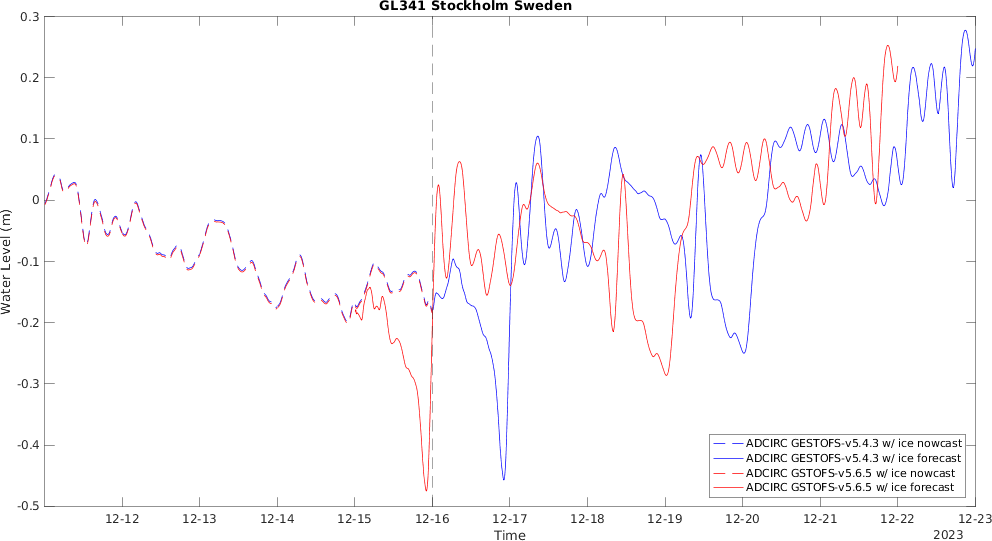 GL341 Stockholm Sweden
0.3
0.2
0.1
0
-0.1
-0.2
-0.3
-0.4
-0.5
Water Level (m)
ADCIRC GESTOFS-v5.4.3 w/ ice nowcast
ADCIRC GESTOFS-v5.4.3 w/ ice forecast
ADCIRC GSTOFS-v5.6.5 w/ ice nowcast
ADCIRC GSTOFS-v5.6.5 w/ ice forecast
12-12 12-13 12-14 12-15 12-16 12-17 12-18 12-19 12-20 12-21 12-22 12-23
Time
2023